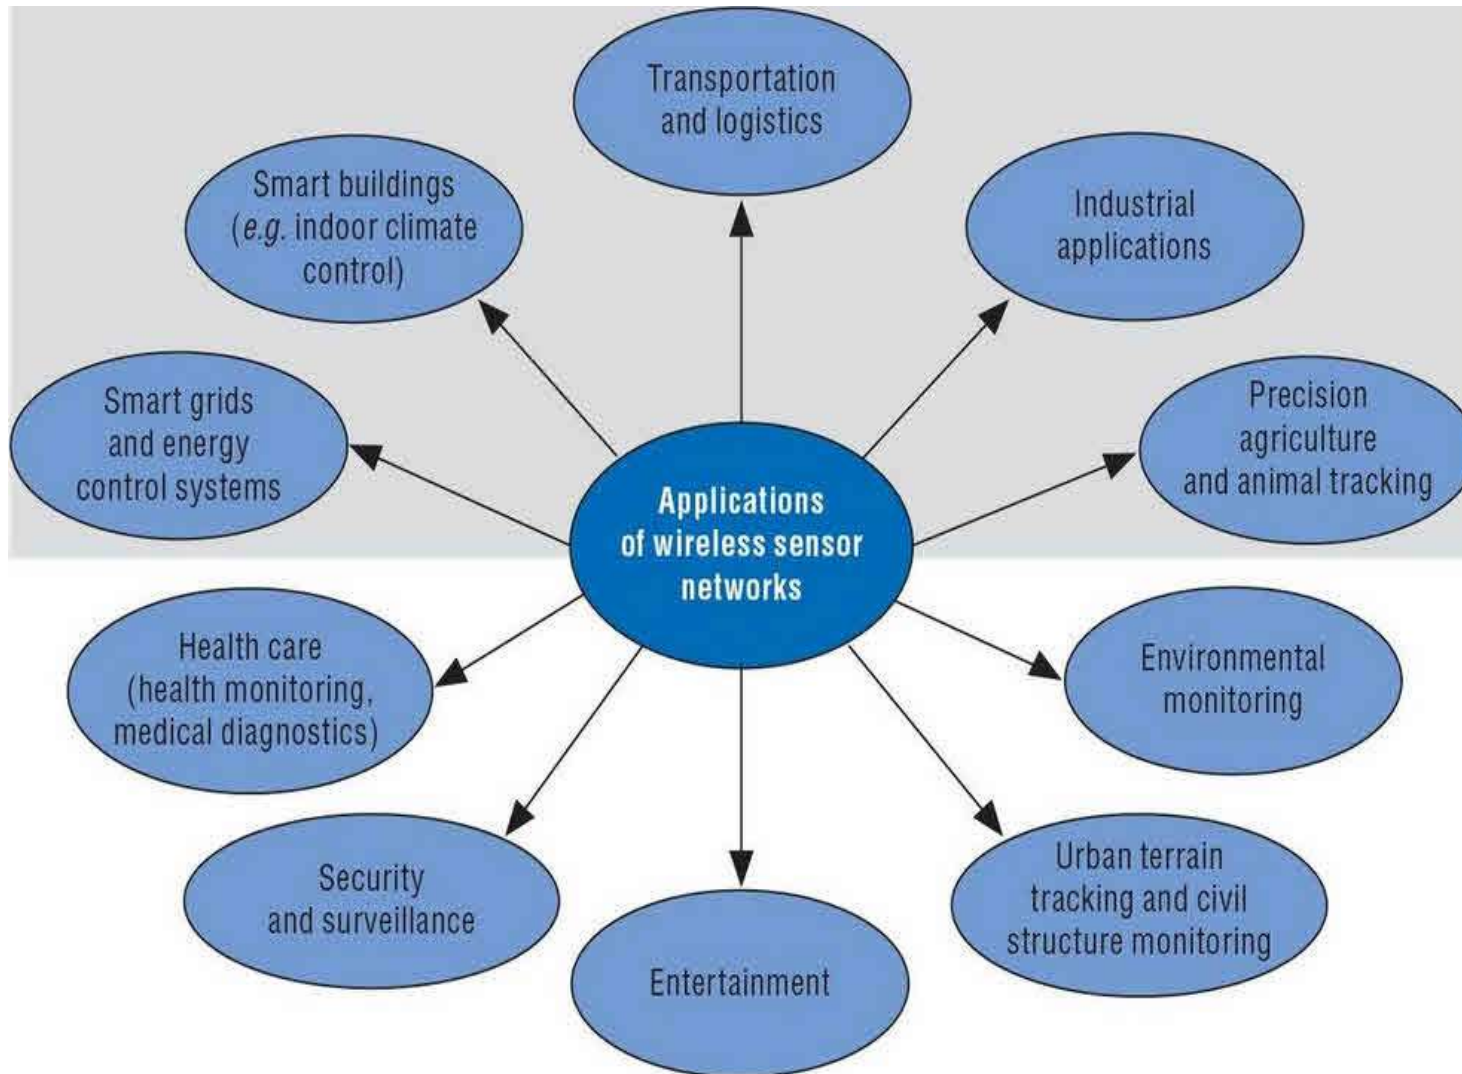 Transportation
and logistics
Smart buildings
(e.g. indoor climate
control)
Industrial
applications
Smart grids
and energy
control systems
Precision
agriculture
and animal tracking
Applications
of wireless sensor
networks
Health care
(health monitoring,
medical diagnostics)
Environmental
monitoring
Security
and surveillance
Urban terrain
tracking and civil
structure monitoring
Entertainment